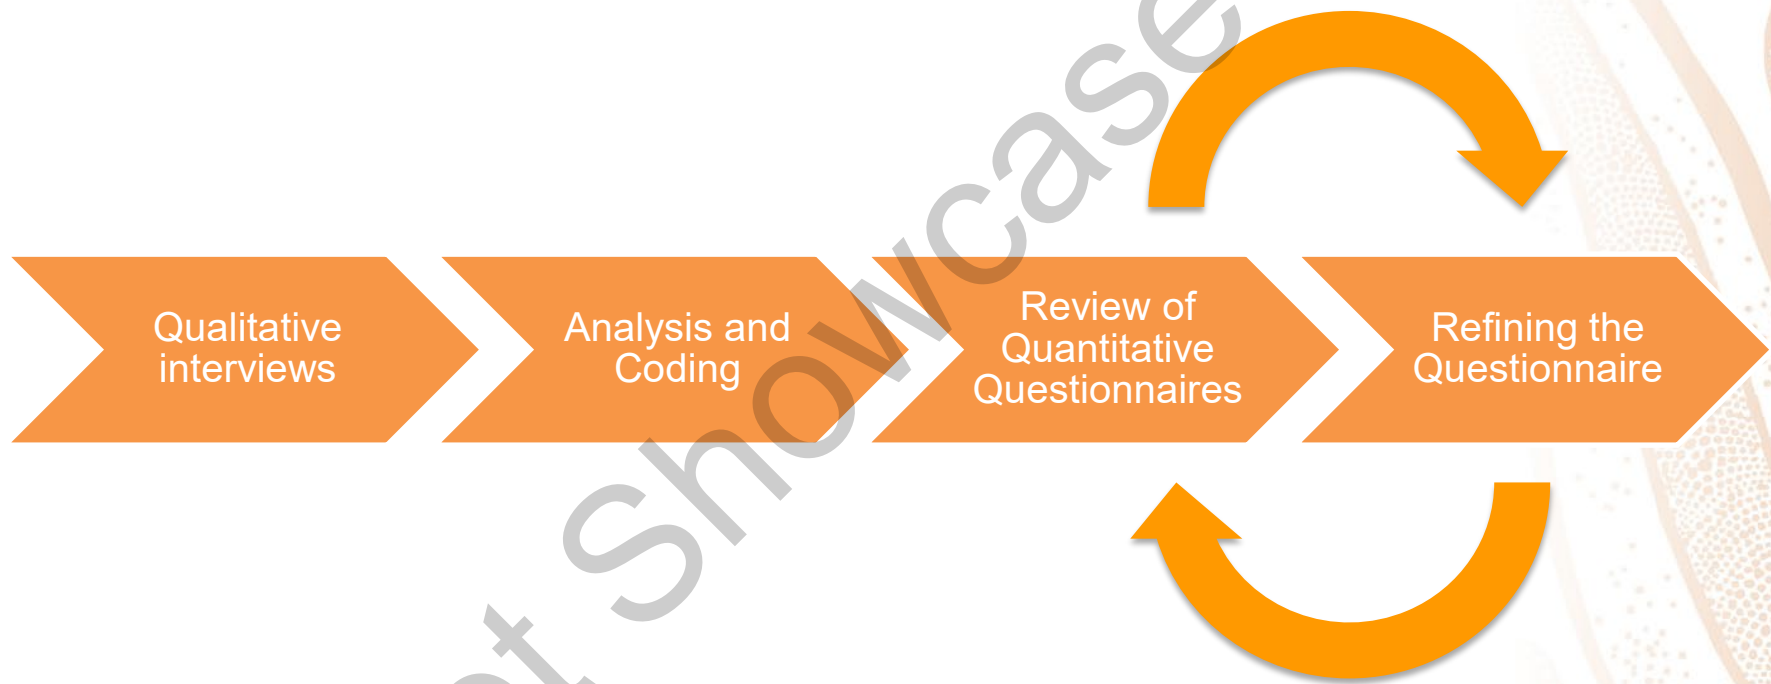 Qualitative
interviews
Analysis and
Coding
Review of
Quantitative
Questionnaires
Refining the
Questionnaire
Showcase